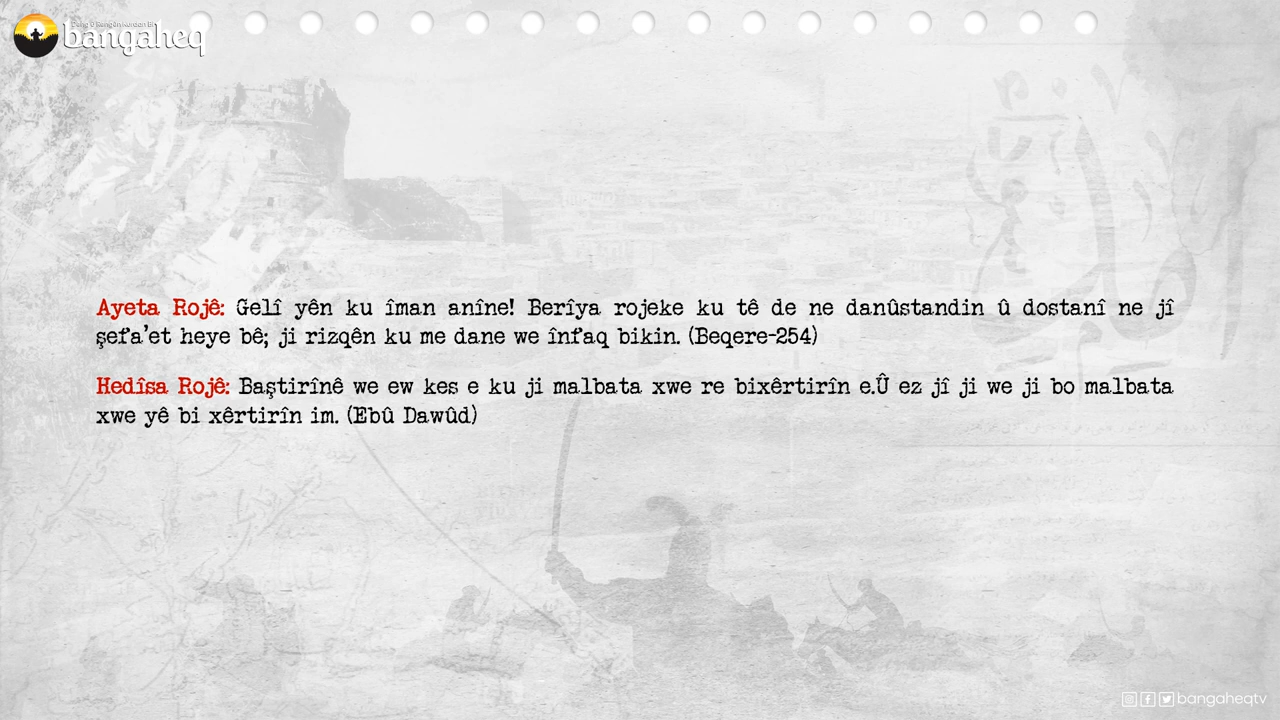 bangaheq
Ayeta Rojê: Gelî yên ku îman anîne! Berîya rojeke ku tê de ne danûstandin û dostanî ne jî
şefa'et heye bê; ji rizqên ku me dane we înfaq bikin. (Beqere-254)
Hedîsa Rojê: Baştirînê we ew kes e ku ji malbata xwe re bixêrtirîn e.Û ez jî ji we ji bo malbata
xwe yê bi xêrtirîn im. (Ebû Dawûd)
bangaheqtv